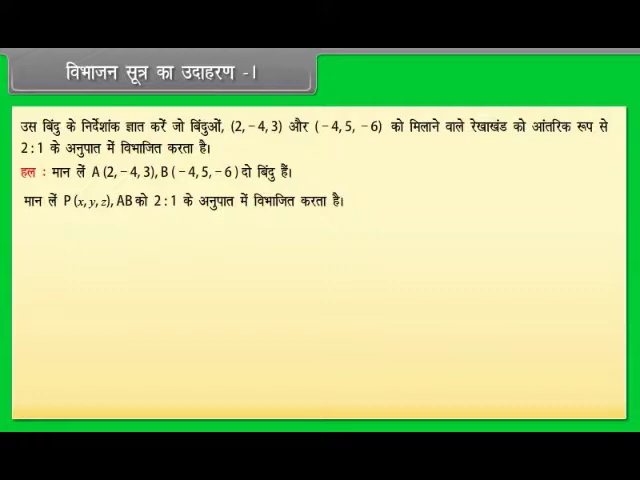 विभाजन सूत्र का उदाहरण -I
उस बिंदु के निर्देशांक ज्ञात करें जो बिंदुओं, (2, – 4, 3) और ( – 4, 5, – 6) को मिलाने वाले रेखाखंड को आंतरिक रूप से
2 : 1 के अनुपात में विभाजित करता है।
हल : मान लें A (2, – 4, 3), B ( – 4, 5, – 6 ) दो बिंदु हैं।
मान लें P (x, y, z), AB को 2 : 1 के अनुपात में विभाजित करता है।